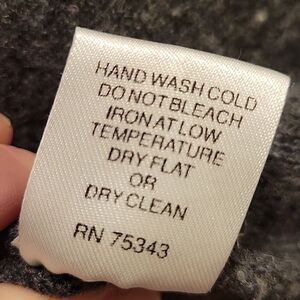 HAND WASH COLD
DO NOT BLEACH
IRON AT LOW
TEMPERATURE
DRY FLAT
OR
DRY CLEAN
RN 75343